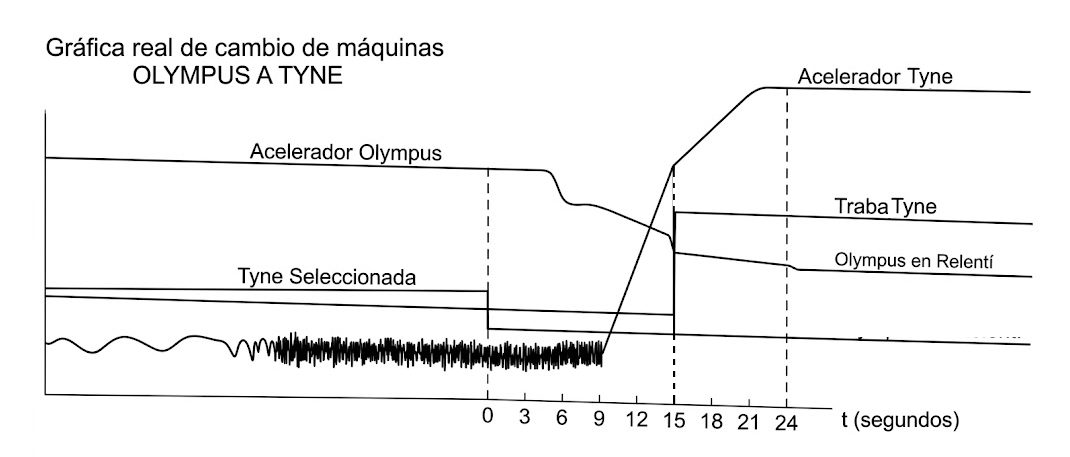 Gráfica real de cambio de máquinas
OLYMPUS A TYNE
Acelerador Tyne
Acelerador Olympus
Traba Tyne
Olympus en Relentí
Tyne Seleccionada
0 3 6 9 12 15 18 21 24 t (segundos)